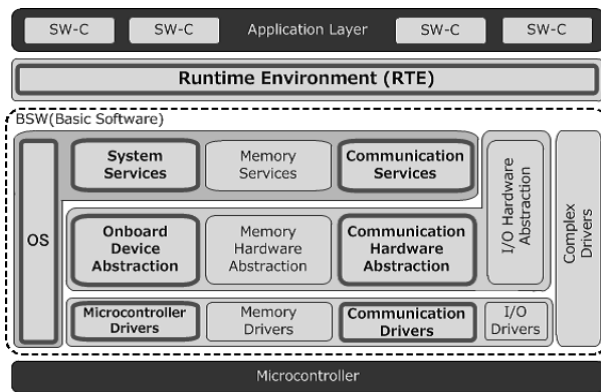 SW-C SW-C Application Layer SW-C SW-C
Runtime Environment (RTE)
BSW(Basic Software)
OS
System
Services
Memory
Services
Communication
Services
I/O Hardware
Abstraction
Complex
Drivers
Onboard
Device
Abstraction
Memory
Hardware
Abstraction
Communication
Hardware
Abstraction
Microcontroller
Drivers
Memory
Drivers
Communication
Drivers
I/O
Drivers
Microcontroller